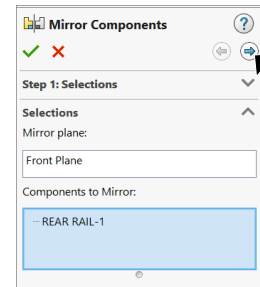 Mirror Components
?
Step 1: Selections
Selections
Mirror plane:
Front Plane
Components to Mirror:
REAR RAIL-1